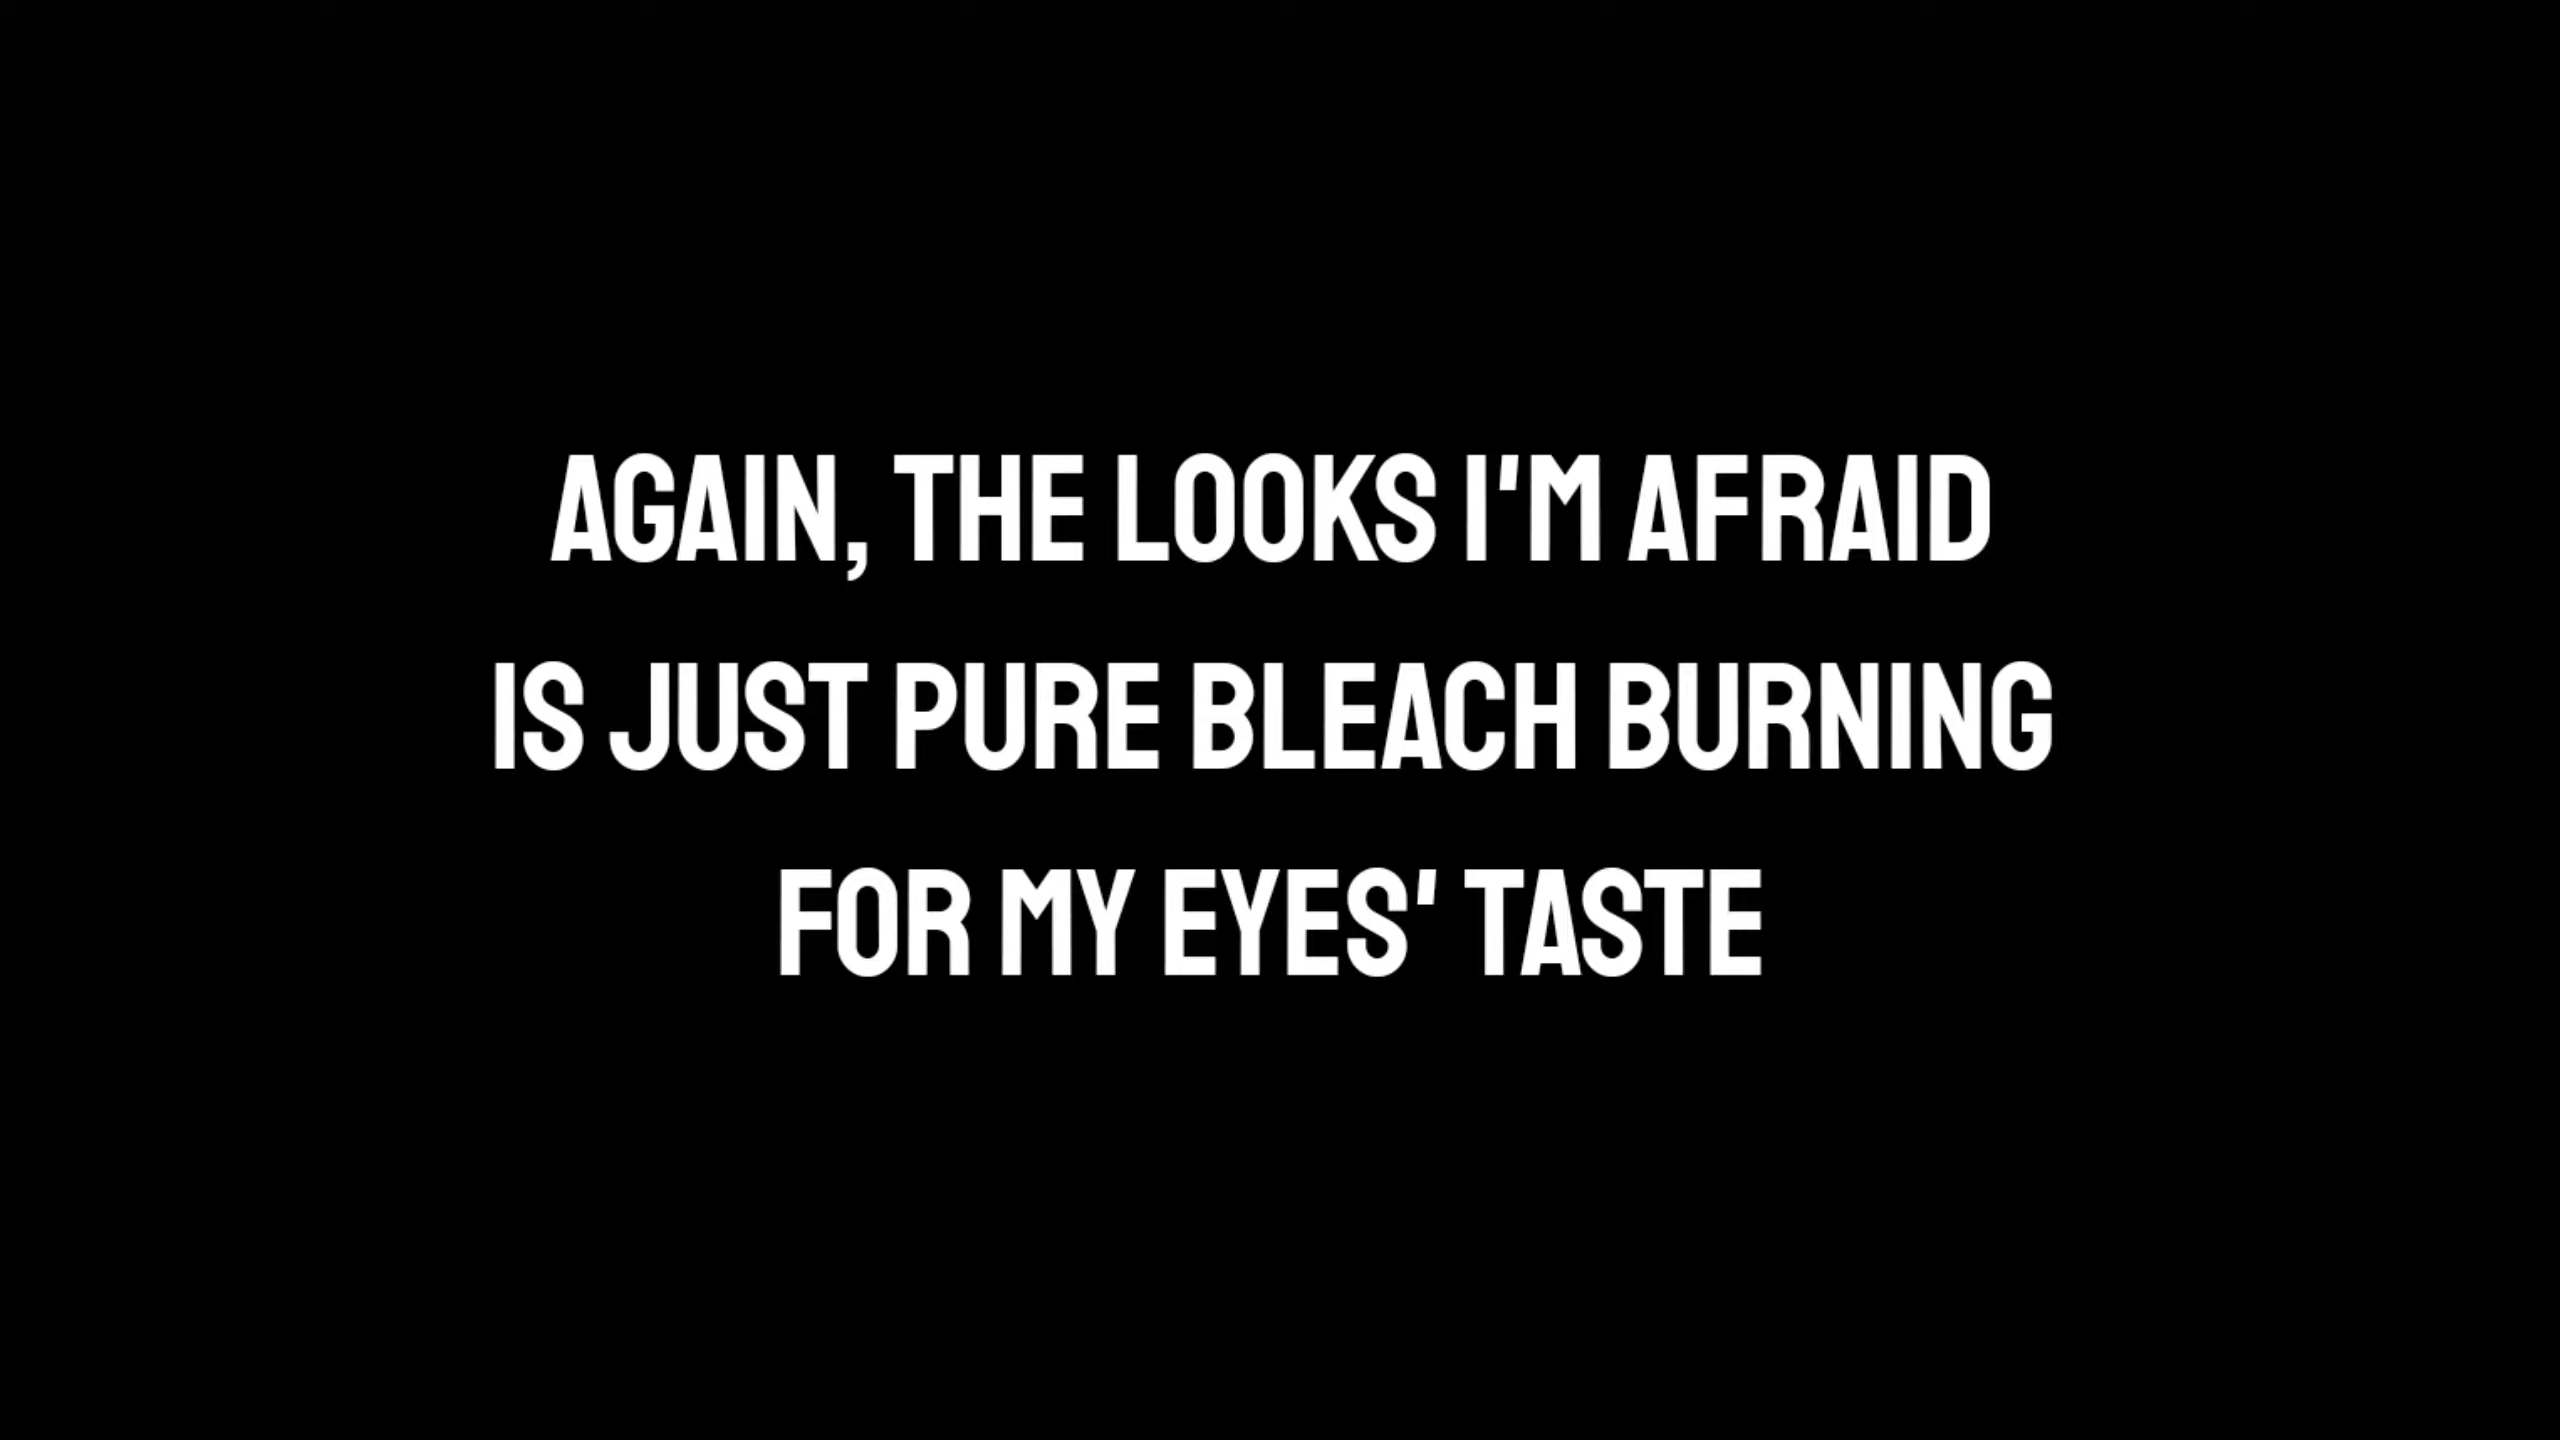 AGAIN, THE LOOKS I'M AFRAID
IS JUST PURE BLEACH BURNING
FOR MY EYES' TASTE